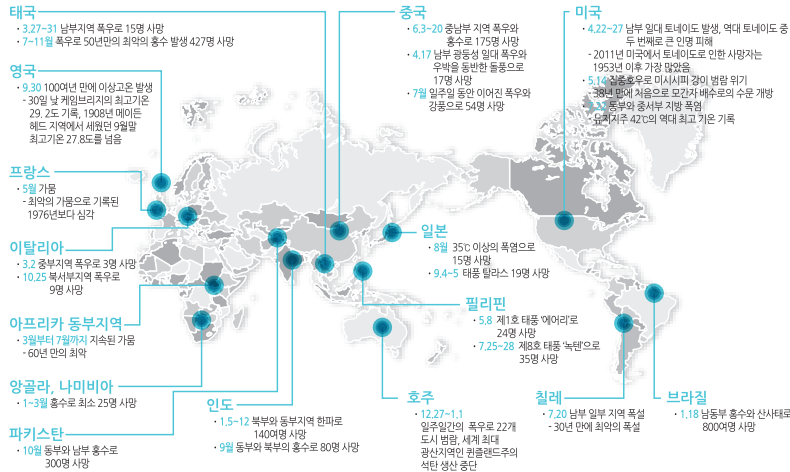 태국
· 3.27~31 남부지역 폭우로 15명 사망
· 7~11월 폭우로 50년만의 최악의 홍수 발생 427명 사망
영국
· 9.30 100여년 만에 이상고온 발생
- 30일 낮 케임브리지의 최고기온
29. 2도 기록, 1908년 메이든
헤드 지역에서 세웠던 9월말
최고기온 27.8도를 넘음
프랑스
· 5월 가뭄
- 최악의 가뭄으로 기록된
1976년보다 심각
이탈리아
· 3.2 중부지역 폭우로 3명 사망
· 10.25 북서부지역 폭우로
9명 사망
아프리카 동부지역
· 3월부터 7월까지 지속된 가뭄
- 60년 만의 최악
앙골라, 나미비아
· 1~3월 홍수로 최소 25명 사망
파키스탄
· 10월 동부와 남부 홍수로
300명 사망
인도
· 1.5~12 북부와 동부지역 한파로
140여명 사망
· 9월 동부와 북부의 홍수로 80명 사망
중국
· 6.3~20 중남부 지역 폭우와
홍수로 175명 사망
· 4.17 남부 광둥성 일대 폭우와
우박을 동반한 돌풍으로
17명 사망
· 7월 일주일 동안 이어진 폭우와
강풍으로 54명 사망
일본
· 8월 35℃ 이상의 폭염으로
15명 사망
· 9.4~5 태풍 탈라스 19명 사망
필리핀
· 5.8 제1호 태풍 '에어리'로
24명 사망
· 7.25~28 제8호 태풍 '녹텐'으로
35명 사망
호주
· 12.27~1.1
일주일간의 폭우로 22개
도시 범람, 세계 최대
광산지역인 퀸즐랜드주의
석탄 생산 중단
미국
· 4.22~27 남부 일대 토네이도 발생, 역대 토네이도 중
두 번째로 큰 인명 피해
- 2011년 미국에서 토네이도로 인한 사망자는
1953년 이후 가장 많았음
· 5.14 집중호우로 미시시피 강이 범람 위기
- 38년 만에 처음으로 모간자 배수로의 수문 개방
동부와 중서부 지방 폭염
- 뉴저지주 42℃의 역대 최고 기온 기록
칠레
· 7.20 남부 일부 지역 폭설
- 30년 만에 최악의 폭설
브라질
· 1.18 남동부 홍수와 산사태로
800여명 사망